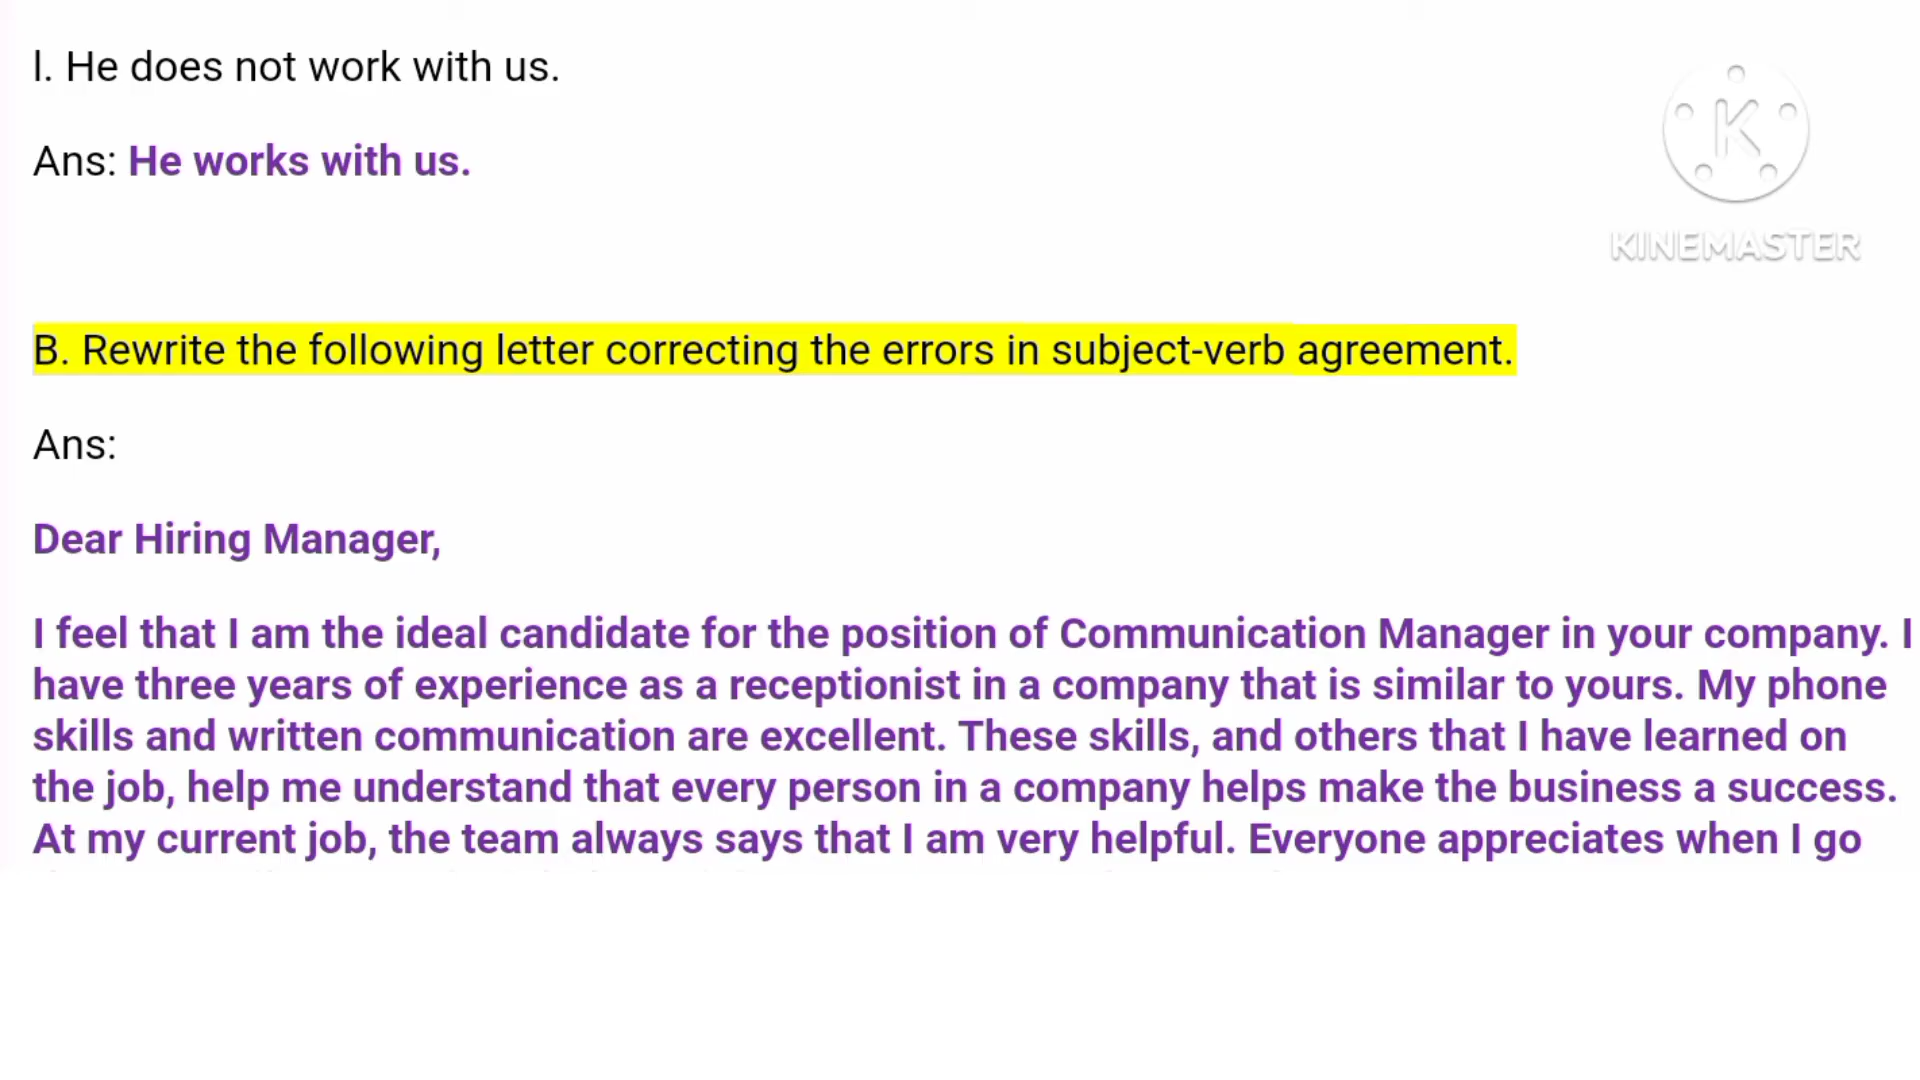 l. He does not work with us.
Ans: He works with us.
K
KINEMASTER
B. Rewrite the following letter correcting the errors in subject-verb agreement.
Ans:
Dear Hiring Manager,
I feel that I am the ideal candidate for the position of Communication Manager in your company. I
have three years of experience as a receptionist in a company that is similar to yours. My phone
skills and written communication are excellent. These skills, and others that I have learned on
the job, help me understand that every person in a company helps make the business a success.
At my current job, the team always says that I am very helpful. Everyone appreciates when I go